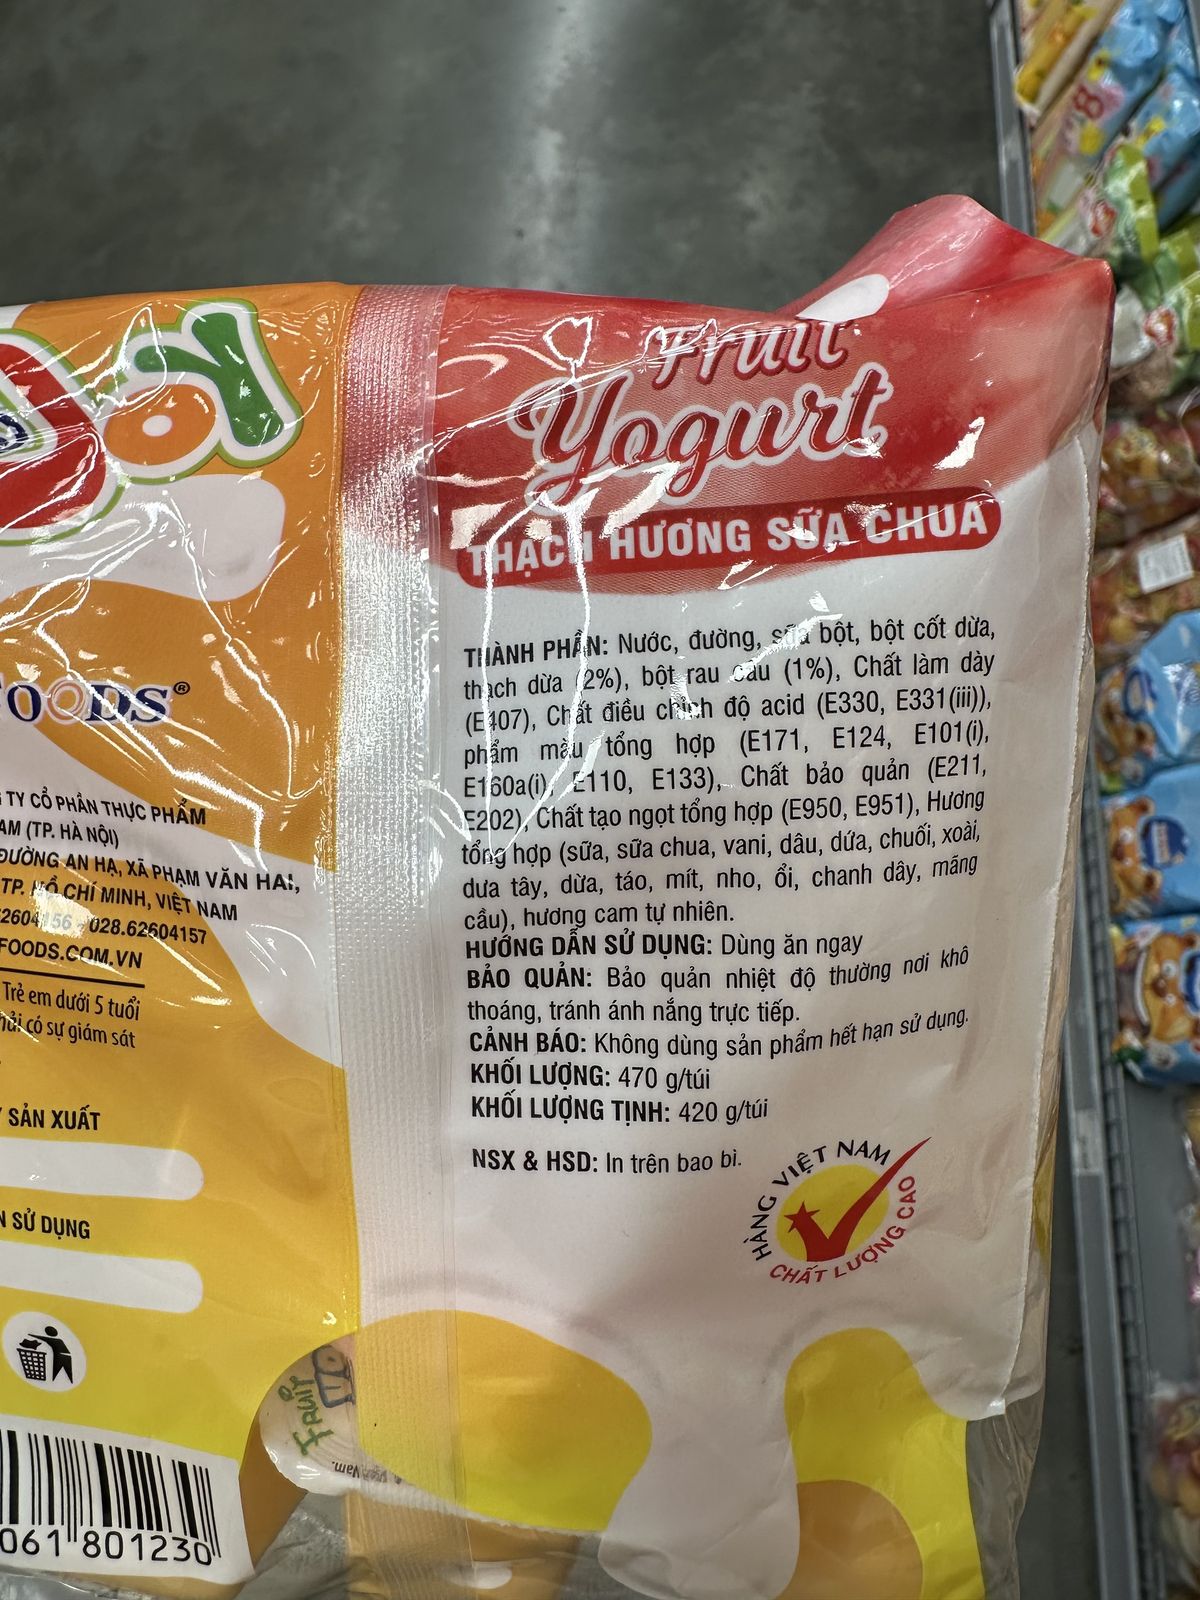 FOODS®
TY CỔ PHẦN THỰC PHẨM
AM (TP. HÀ NỘI)
ĐƯỜNG AN HẠ, XÃ PHẠM VĂN HAI,
TP. HỒ CHÍ MINH, VIỆT NAM
028.62604157
FOODS.COM.VN
Trẻ em dưới 5 tuổi
có sự giám sát
SẢN XUẤT
SỬ DỤNG
061 801230
Fruit
Yogurt
THẠCH HƯƠNG SỮA CHUA
THÀNH PHẦN: Nước, đường, sữa bột, bột cốt dừa,
thạch dừa (2%), bột rau câu (1%), Chất làm dày
(E407), Chất điều chỉnh độ acid (E330, E331(iii)),
phẩm màu tổng hợp (E171, E124, E101(i),
E160a(i), E110, E133), Chất bảo quản (E211,
E202), Chất tạo ngọt tổng hợp (E950, E951), Hương
tổng hợp (sữa, sữa chua, vani, dâu, dứa, chuối, xoài,
dưa tây, dừa, táo, mít, nho, ổi, chanh dây, mãng
cầu), hương cam tự nhiên.
HƯỚNG DẪN SỬ DỤNG: Dùng ăn ngay
BẢO QUẢN: Bảo quản nhiệt độ thường nơi khô
thoáng, tránh ánh nắng trực tiếp.
CẢNH BÁO: Không dùng sản phẩm hết hạn sử dụng.
KHỐI LƯỢNG: 470 g/túi
KHỐI LƯỢNG TỊNH: 420 g/túi
NSX & HSD: In trên bao bì.
HÀNG VIỆT NAM
CHẤT LƯỢNG CAO
FRUIT